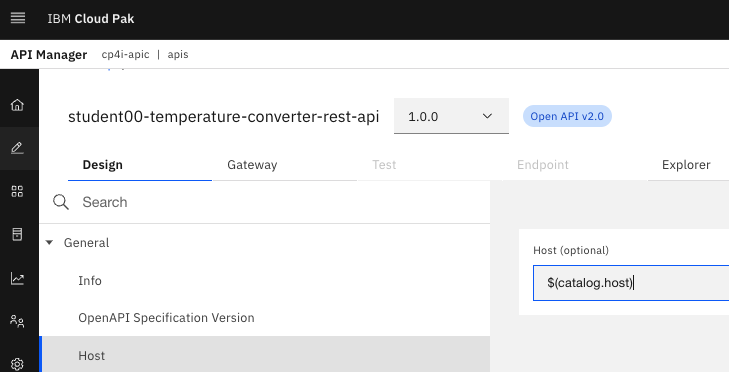 IBM Cloud Pak
API Manager cp4i-apic | apis
student00-temperature-converter-rest-api 1.0.0 Open API v2.0
Design Gateway Test Endpoint Explorer
Search
General
Host (optional)
$(catalog.host)
Info
OpenAPI Specification Version
Host